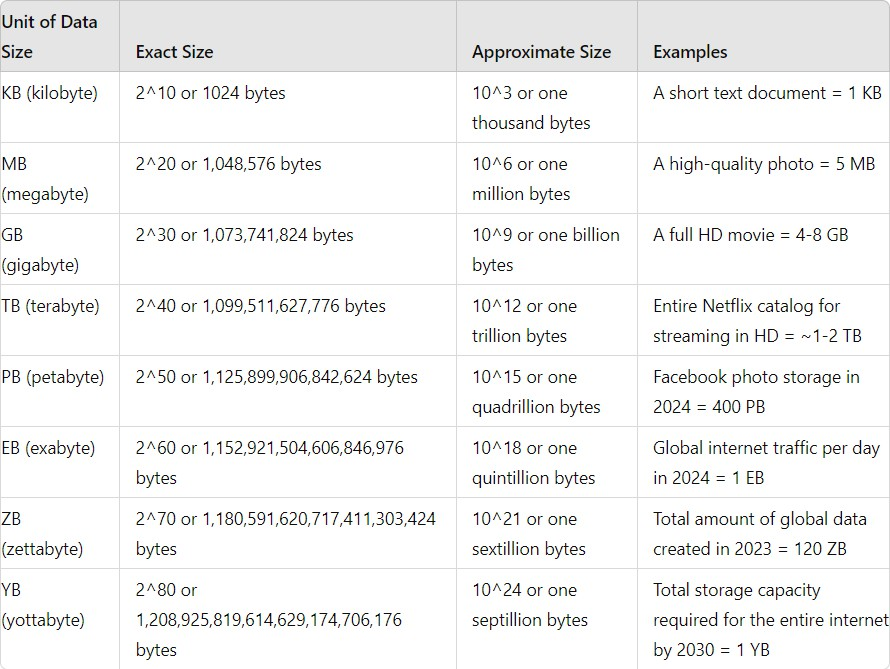 Unit of Data
Size
Exact Size
Approximate Size
Examples
KB (kilobyte)
2^10 or 1024 bytes
10^3 or one
thousand bytes
A short text document = 1 KB
MB
(megabyte)
2^20 or 1,048,576 bytes
10^6 or one
million bytes
A high-quality photo = 5 MB
GB
(gigabyte)
2^30 or 1,073,741,824 bytes
10^9 or one billion
bytes
A full HD movie = 4-8 GB
TB (terabyte)
2^40 or 1,099,511,627,776 bytes
10^12 or one
trillion bytes
Entire Netflix catalog for
streaming in HD = ~1-2 TB
PB (petabyte)
2^50 or 1,125,899,906,842,624 bytes
10^15 or one
quadrillion bytes
Facebook photo storage in
2024 = 400 PB
EB (exabyte)
2^60 or 1,152,921,504,606,846,976
bytes
10^18 or one
quintillion bytes
Global internet traffic per day
in 2024 = 1 EB
ZB
(zettabyte)
2^70 or 1,180,591,620,717,411,303,424
bytes
10^21 or one
sextillion bytes
Total amount of global data
created in 2023 = 120 ZB
YB
(yottabyte)
2^80 or
1,208,925,819,614,629,174,706,176
bytes
10^24 or one
septillion bytes
Total storage capacity
required for the entire internet
by 2030 = 1 YB